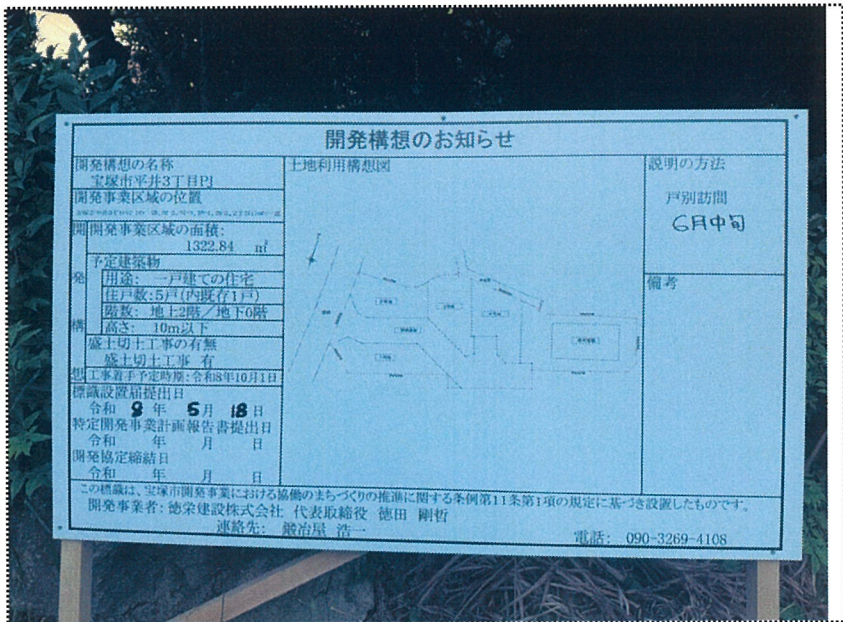 開発構想のお知らせ
開発構想の名称
宝塚市平井3丁目PJ
開発事業区域の位置
開発構想
開発事業区域の面積:
1322.84 ㎡
予定建築物
用途: 一戸建ての住宅
住戸数:5戸(内既存1戸)
階数: 地上2階/地下0階
高さ: 10m以下
盛土切土工事の有無
盛土切土工事 有
工事着手予定時期:令和8年10月1日
標識設置届提出日
令和 8 年 5 月 18 日
特定開発事業計画報告書提出日
令和 年 月 日
開発協定締結日
令和 年 月 日
土地利用構想図
説明の方法
戸別訪問
6月中旬
備考
この標識は、宝塚市開発事業における協働のまちづくりの推進に関する条例第11条第1項の規定に基づき設置したものです。
開発事業者: 徳栄建設株式会社 代表取締役 徳田 剛哲
連絡先: 鍛冶屋 浩一
電話: 090-3269-4108